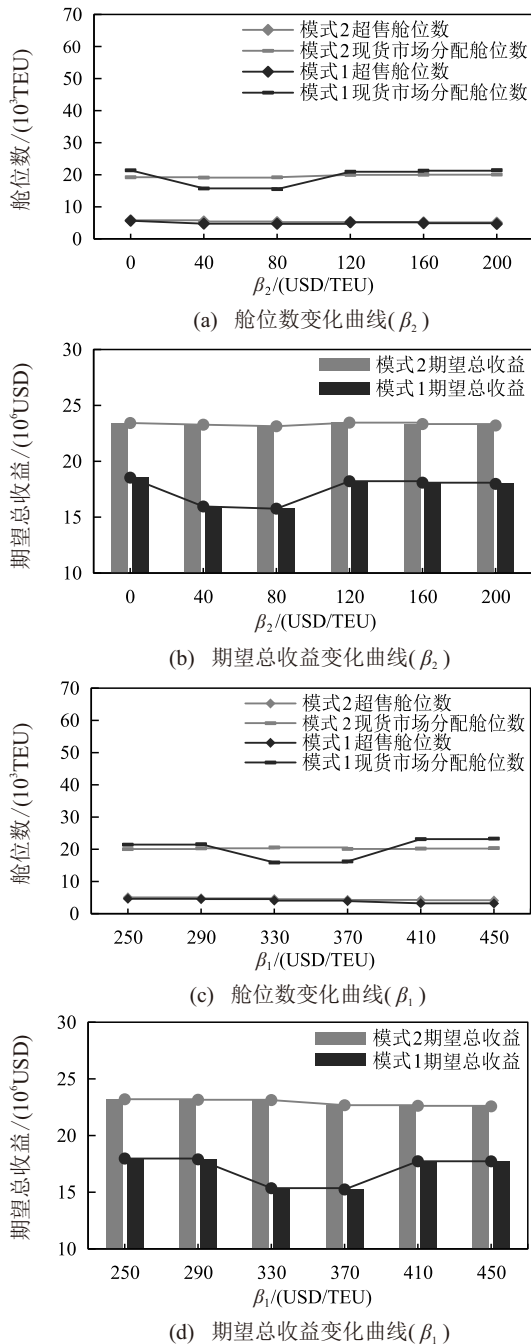 70
60
50
40
30
20
10
0
舱位数/(10³TEU)
模式2超售舱位数
模式2现货市场分配舱位数
模式1超售舱位数
模式1现货市场分配舱位数
0 40 80 120 160 200
β₂/(USD/TEU)
(a) 舱位数变化曲线(β₂)
30
25
20
15
10
期望总收益/(10⁶USD)
模式2期望总收益
模式1期望总收益
0 40 80 120 160 200
β₂/(USD/TEU)
(b) 期望总收益变化曲线(β₂)
70
60
50
40
30
20
10
0
舱位数/(10³TEU)
模式2超售舱位数
模式2现货市场分配舱位数
模式1超售舱位数
模式1现货市场分配舱位数
250 290 330 370 410 450
β₁/(USD/TEU)
(c) 舱位数变化曲线(β₁)
30
25
20
15
10
期望总收益/(10⁶USD)
模式2期望总收益
模式1期望总收益
250 290 330 370 410 450
β₁/(USD/TEU)
(d) 期望总收益变化曲线(β₁)